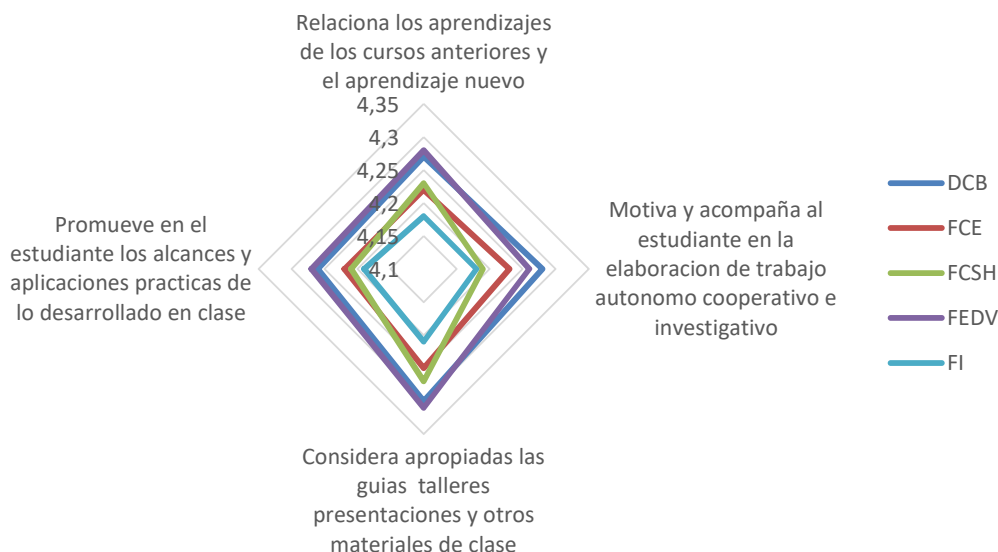 Relaciona los aprendizajes
de los cursos anteriores y
el aprendizaje nuevo
4,35
4,3
4,25
4,2
4,15
4,1
Promueve en el
estudiante los alcances y
aplicaciones practicas de
lo desarrollado en clase
Motiva y acompaña al
estudiante en la
elaboracion de trabajo
autonomo cooperativo e
investigativo
Considera apropiadas las
guias talleres
presentaciones y otros
materiales de clase
DCB
FCE
FCSH
FEDV
FI